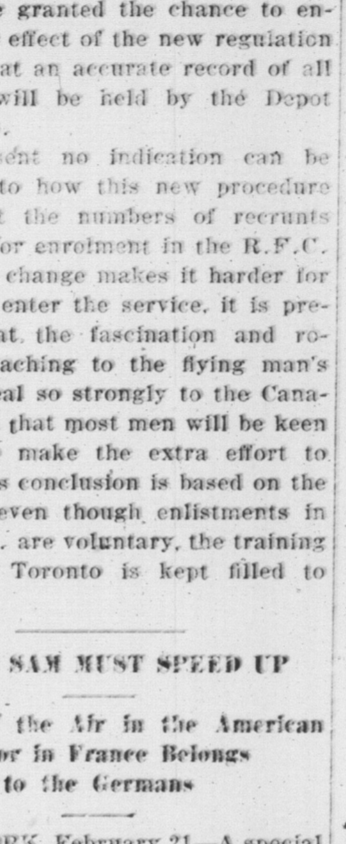 granted the chance to en-
effect of the new regulation
at an accurate record of all
will be held by the Depot
.
no indication can be
to how this new procedure
the numbers of recruits
or enrolment in the R.F.C.
change makes it harder for
enter the service, it is pre-
at, the fascination and ro-
aching to the flying man's
al so strongly to the Cana-
that most men will be keen
make the extra effort to
s conclusion is based on the
even though enlistments in
. are voluntary, the training
Toronto is kept filled to
SAM MUST SPEED UP
the Air in the American
or in France Belongs
to the Germans
February 21—A special